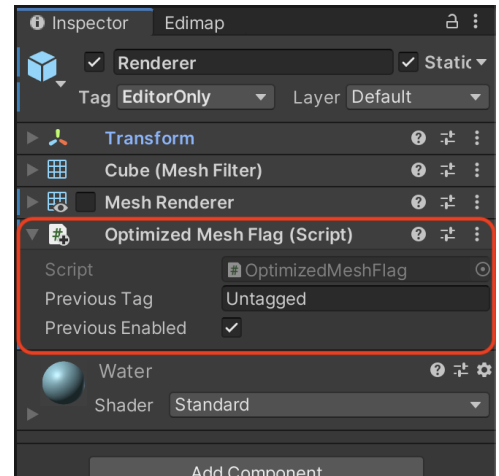 Inspector Edimap
Renderer Static
Tag EditorOnly Layer Default
Transform
Cube (Mesh Filter)
Mesh Renderer
Optimized Mesh Flag (Script)
Script # OptimizedMeshFlag
Previous Tag Untagged
Previous Enabled
Water
Shader Standard
Add Component